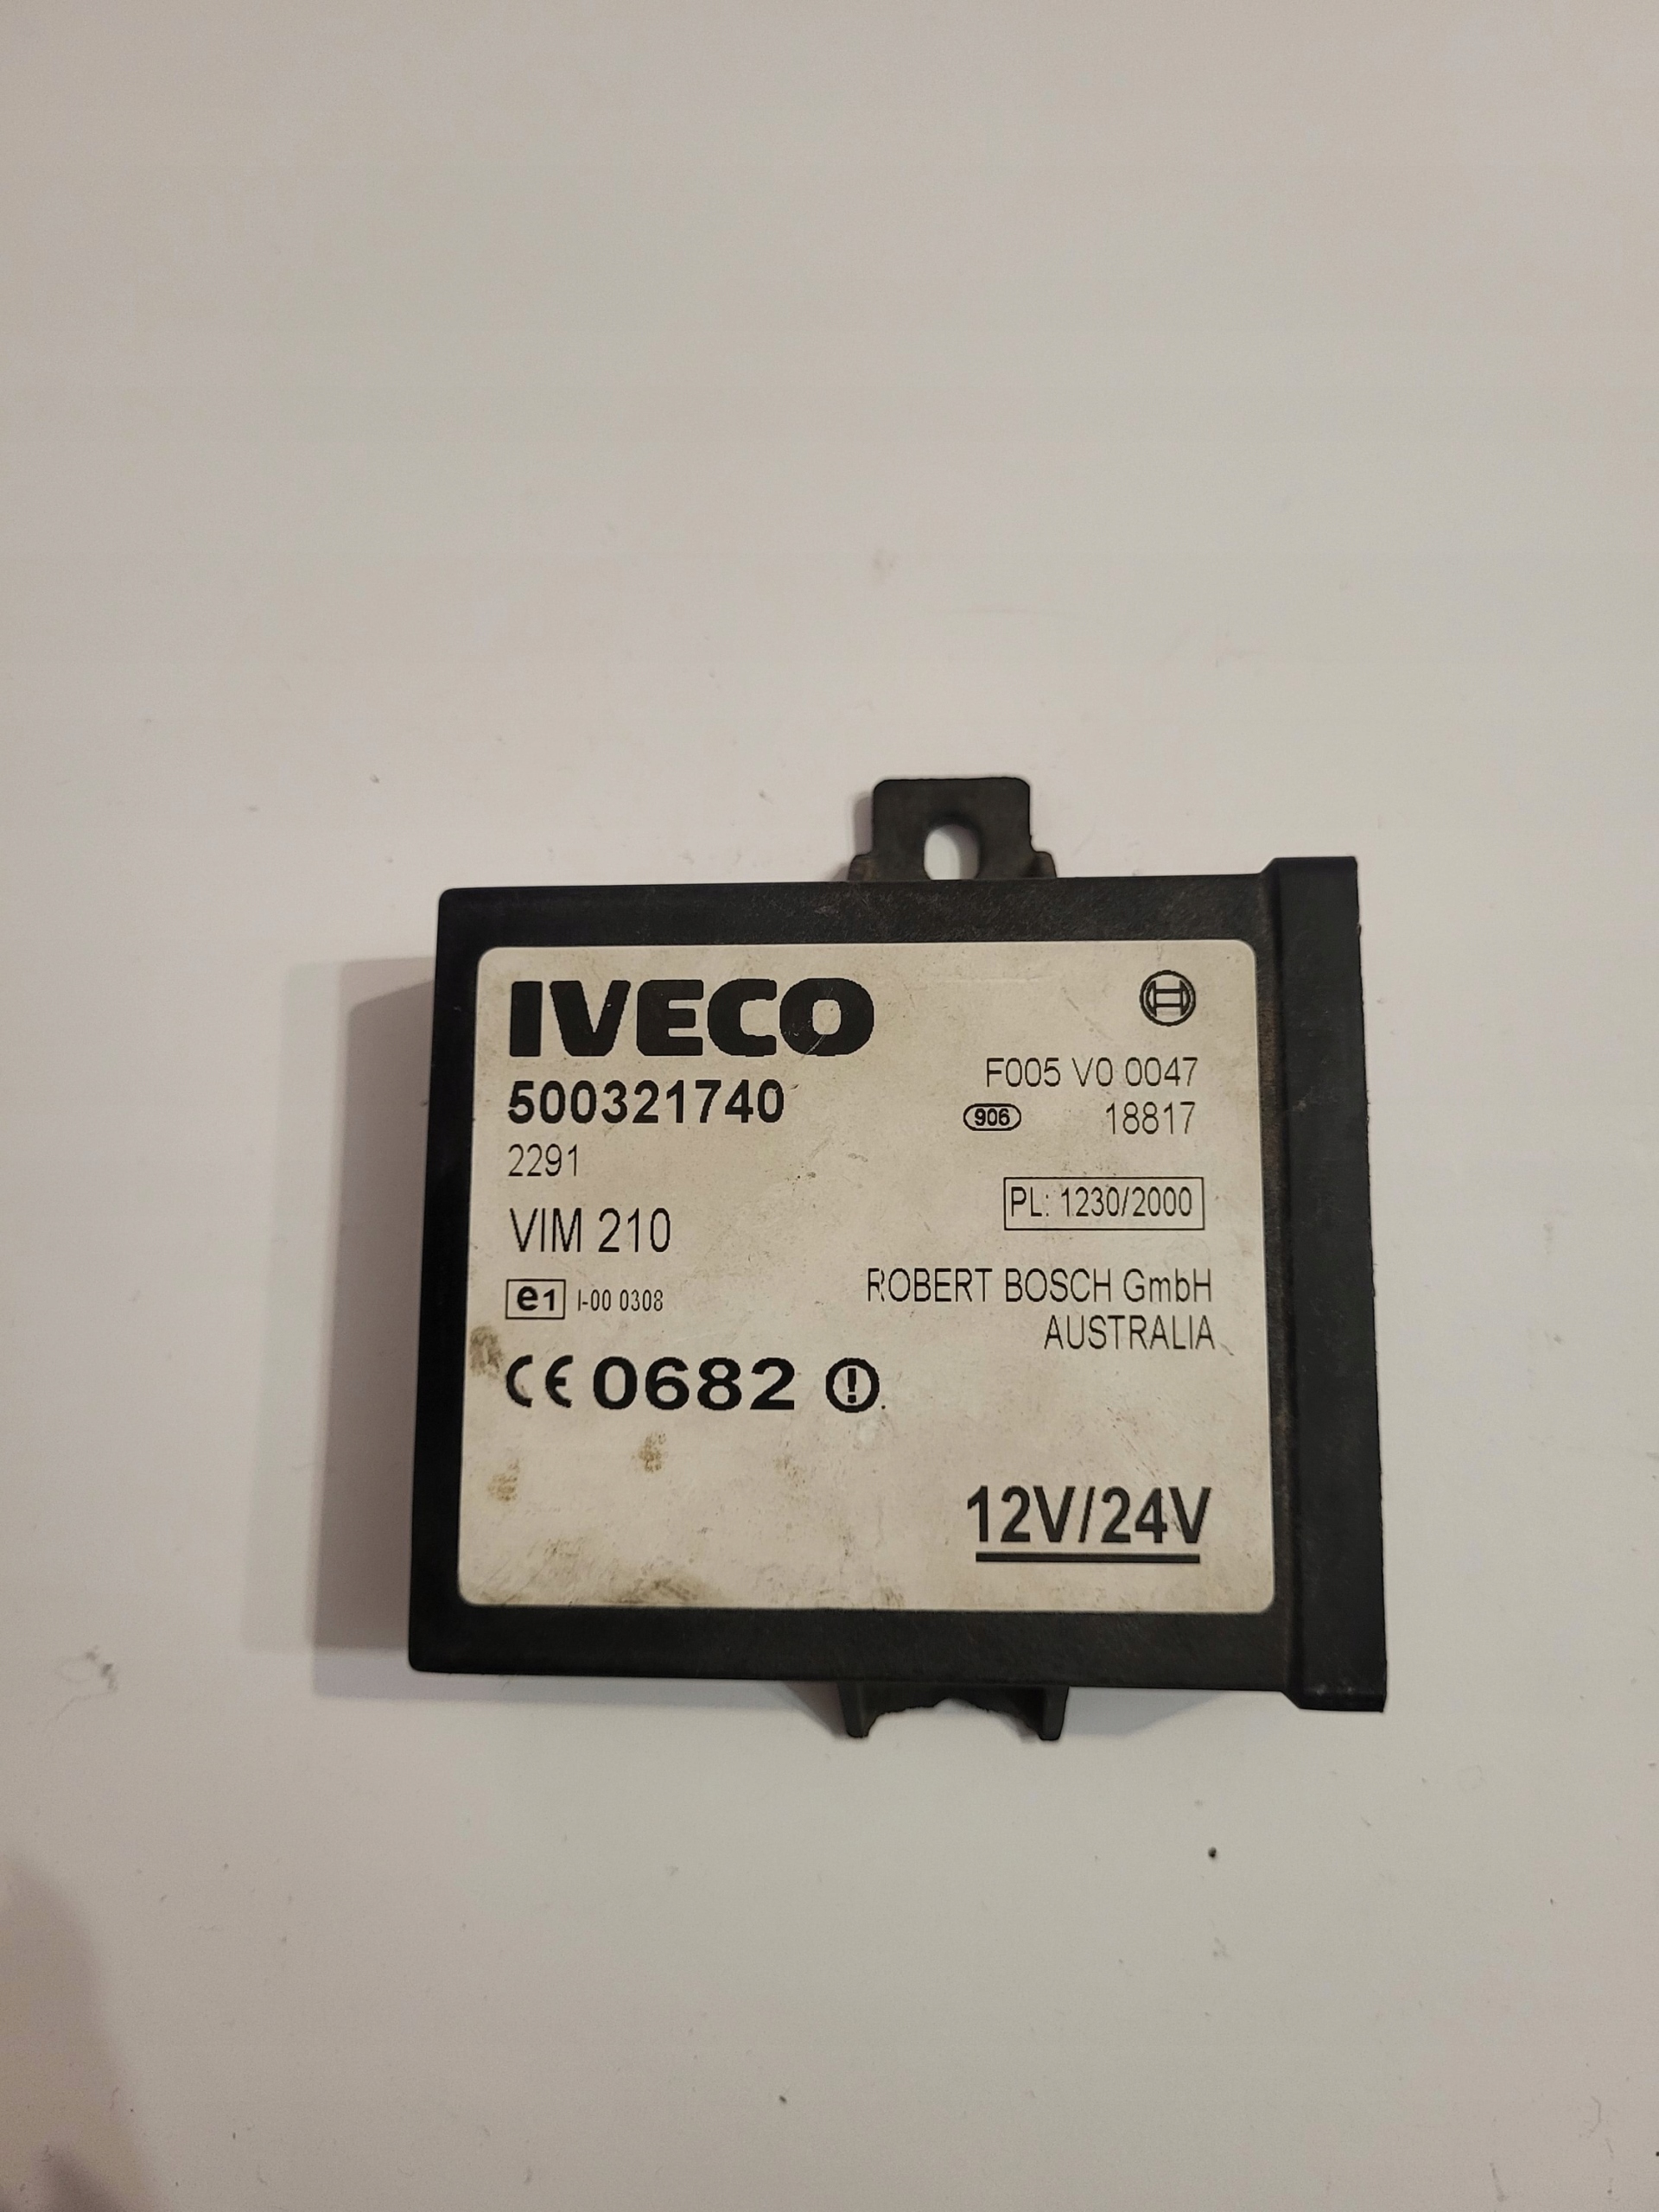 IVECO
500321740
2291
VIM 210
e1 I-00 0308
CE 0682
F005 V0 0047
906 18817
PL: 1230/2000
ROBERT BOSCH GmbH
AUSTRALIA
12V/24V